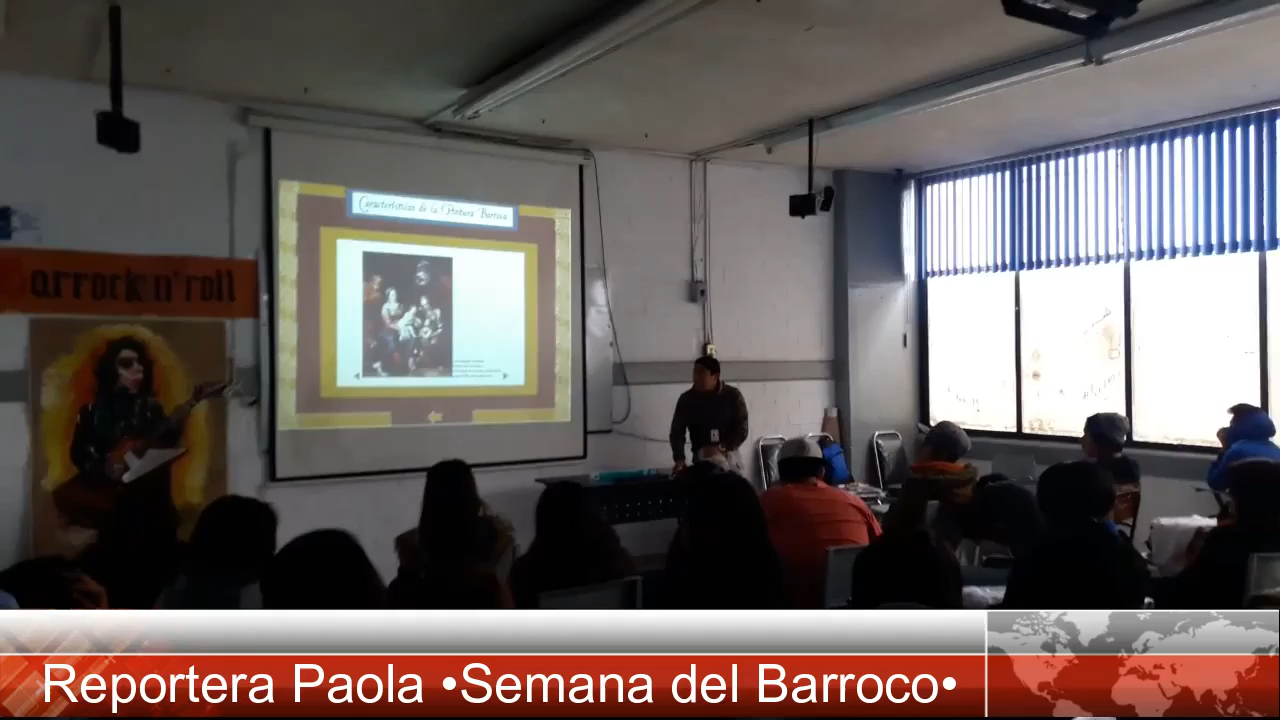 Características de la Pintura Barroca
Barrock n' roll
Reportera Paola •Semana del Barroco•